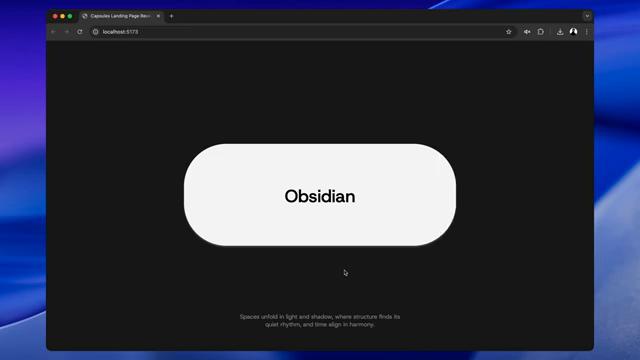 Capsules Landing Page Reve
localhost:5173
Obsidian
Spaces unfold in light and shadow, where structure finds its
quiet rhythm, and time align in harmony.